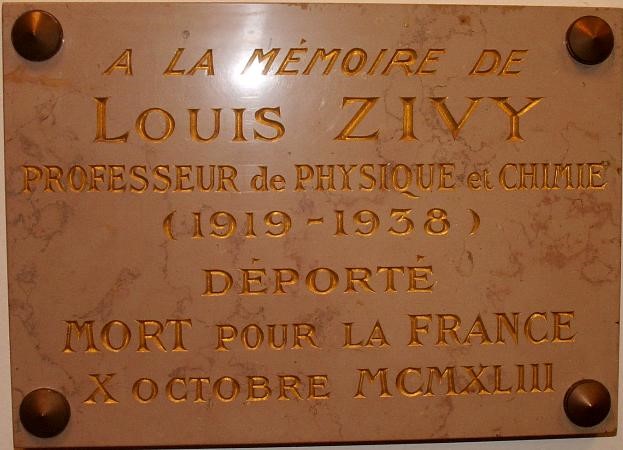 A LA MÉMOIRE DE
LOUIS ZIVY
PROFESSEUR de PHYSIQUE et CHIMIE
(1919-1938)
DÉPORTÉ
MORT POUR LA FRANCE
X OCTOBRE MCMXLIII